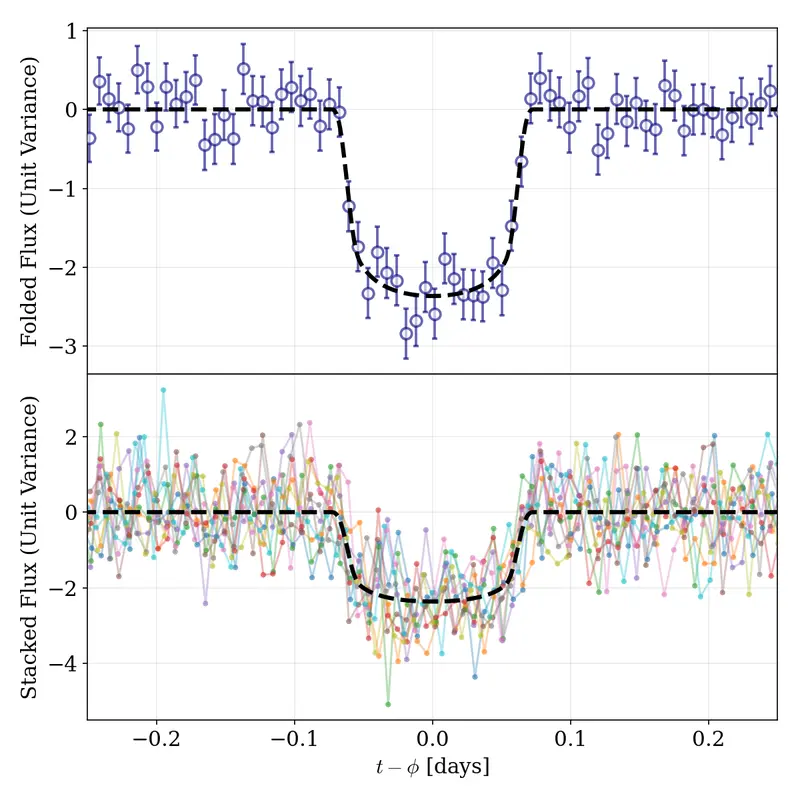 Folded Flux (Unit Variance)
1
0
−1
−2
−3
Stacked Flux (Unit Variance)
2
0
−2
−4
−0.2 −0.1 0.0 0.1 0.2
t − ϕ [days]